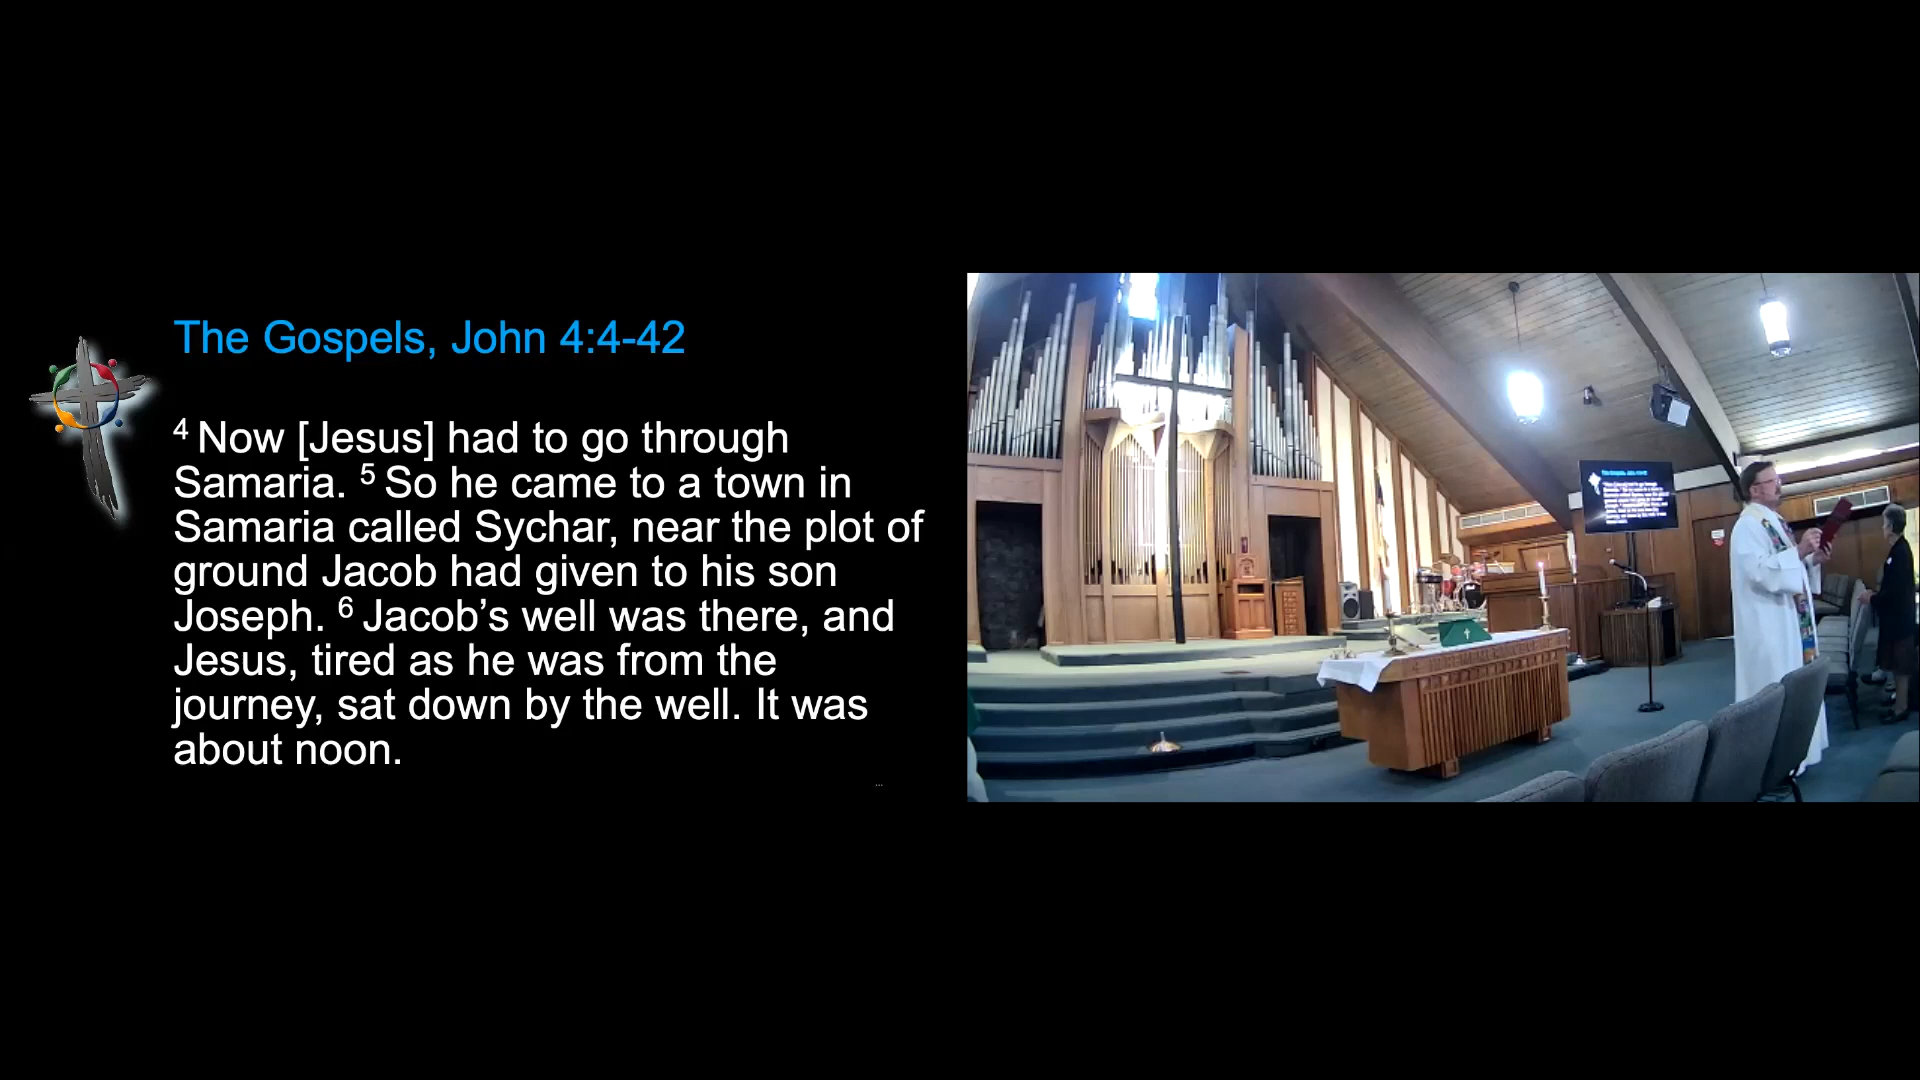 The Gospels, John 4:4-42
4 Now [Jesus] had to go through
Samaria. 5 So he came to a town in
Samaria called Sychar, near the plot of
ground Jacob had given to his son
Joseph. 6 Jacob’s well was there, and
Jesus, tired as he was from the
journey, sat down by the well. It was
about noon.
...